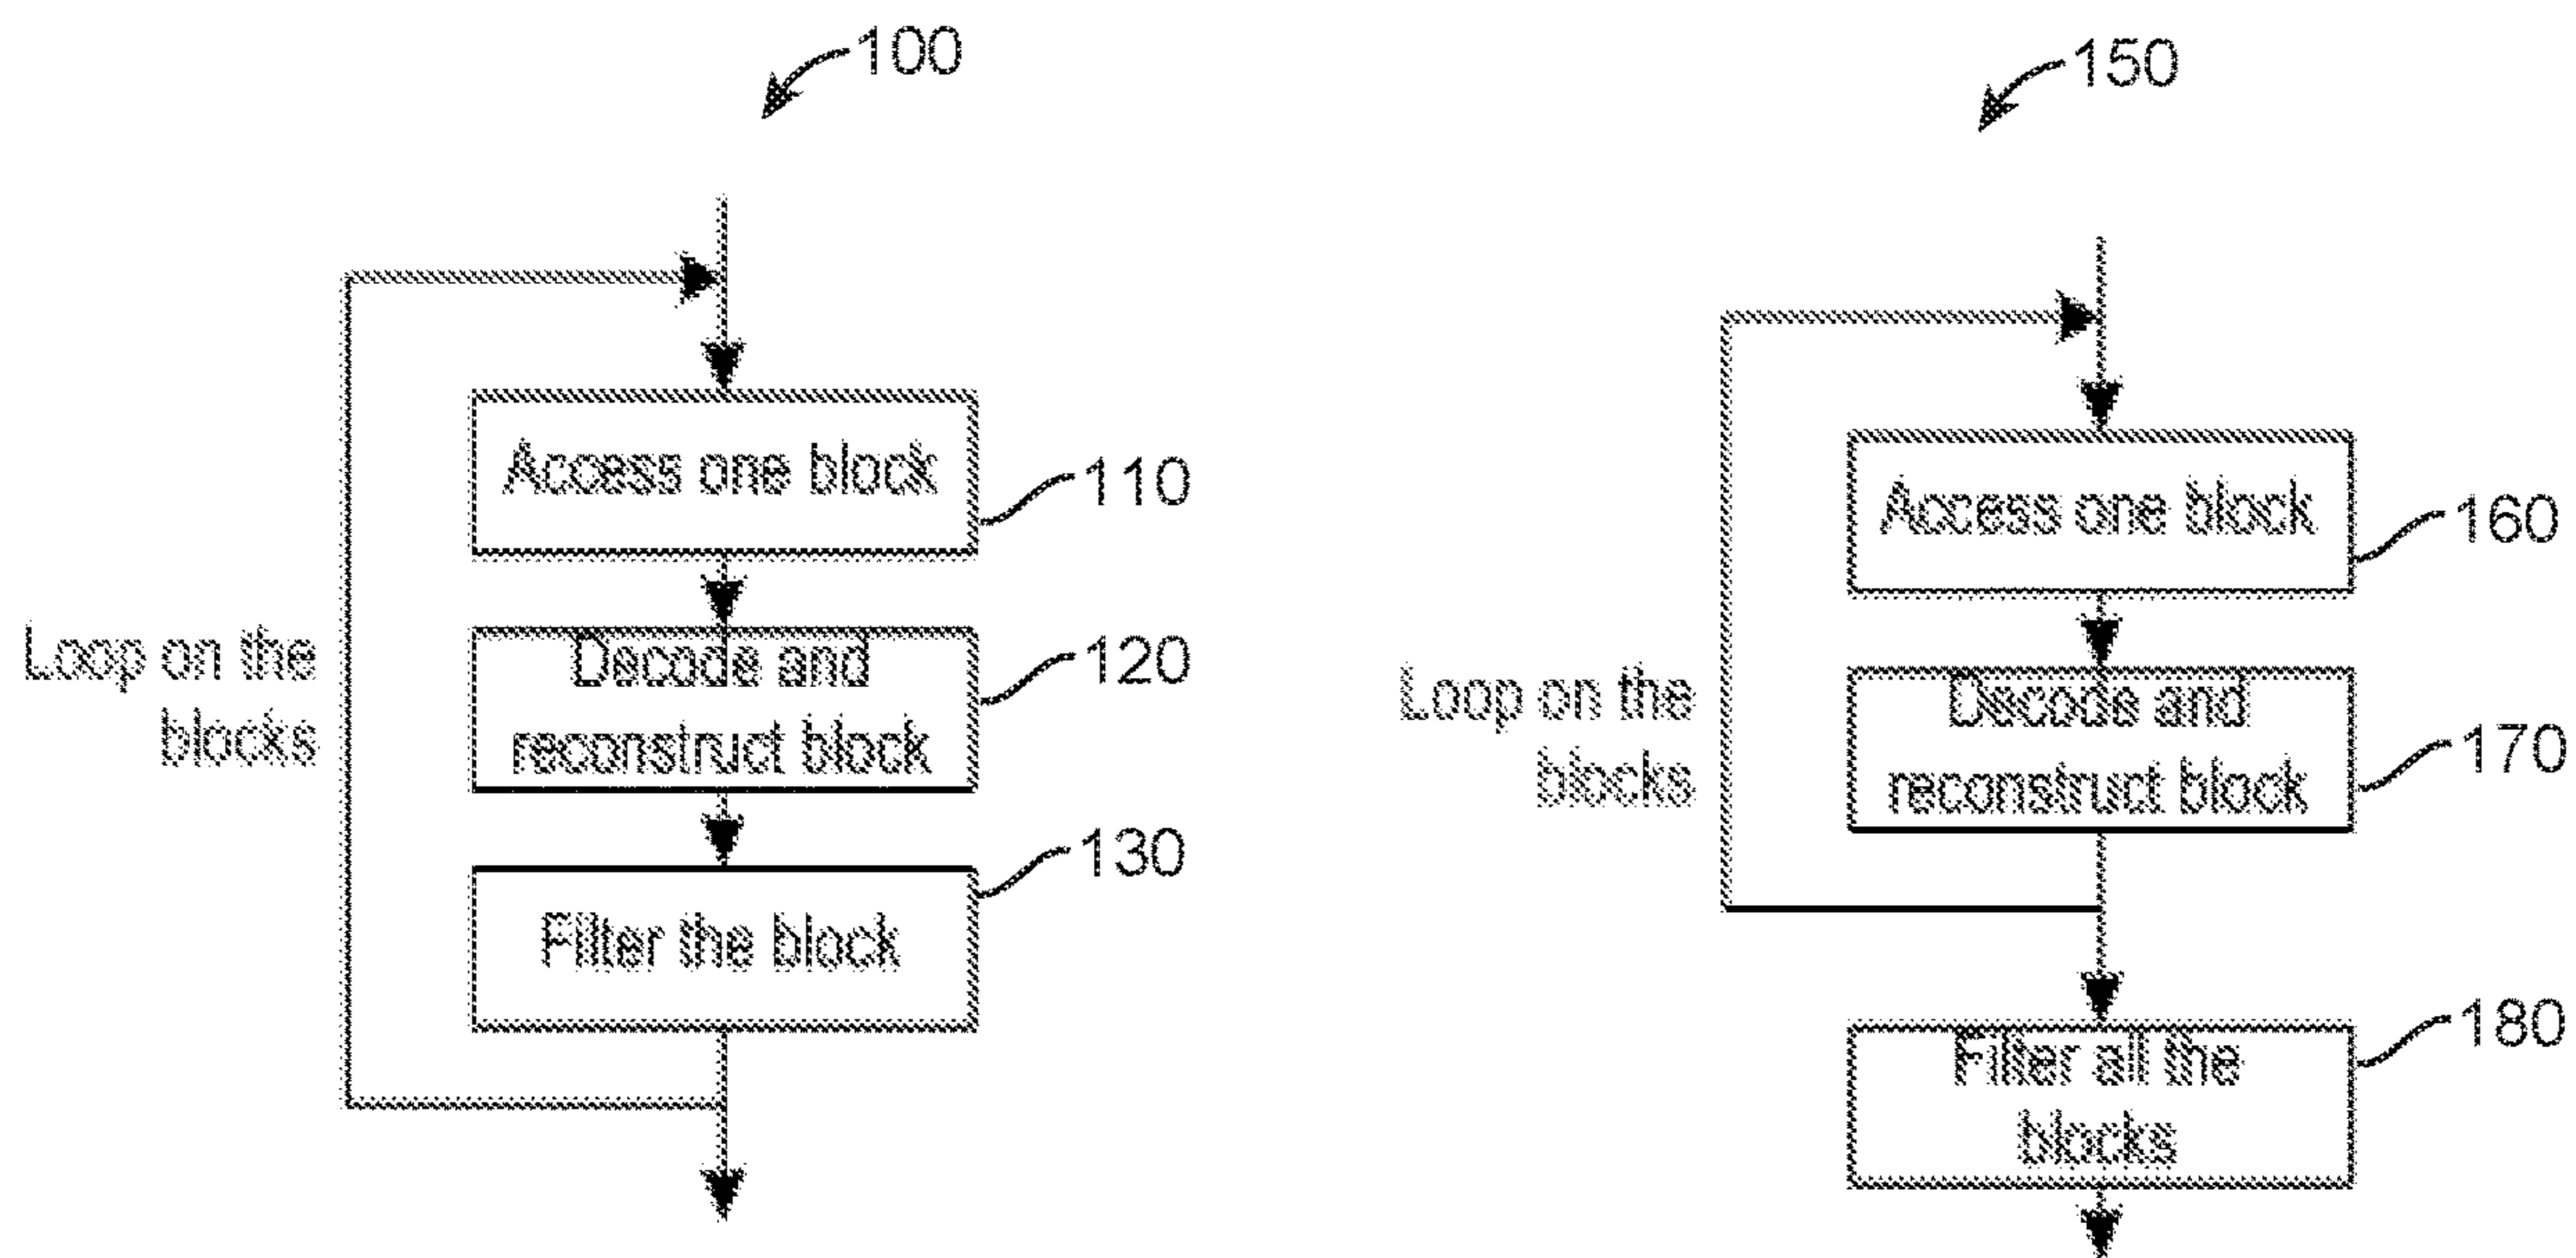 100
Access one block
110
Loop on the
blocks
Decode and
reconstruct block
120
Filter the block
130
150
Access one block
160
Loop on the
blocks
Decode and
reconstruct block
170
Filter all the
blocks
180